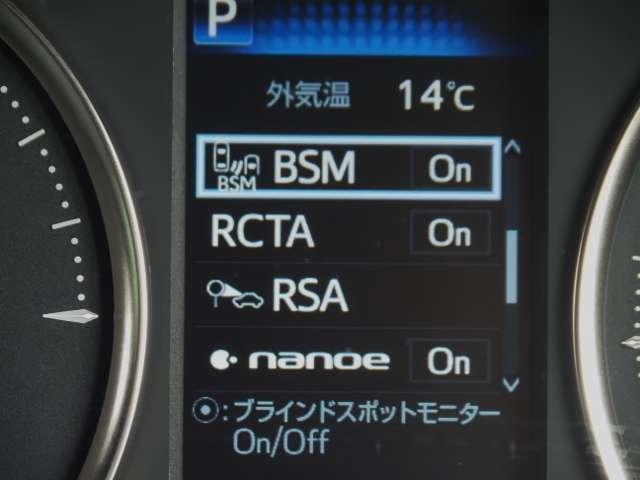 P
外気温 14℃
BSM BSM On
RCTA On
RSA
nanoe On
⦿:ブラインドスポットモニター
On/Off